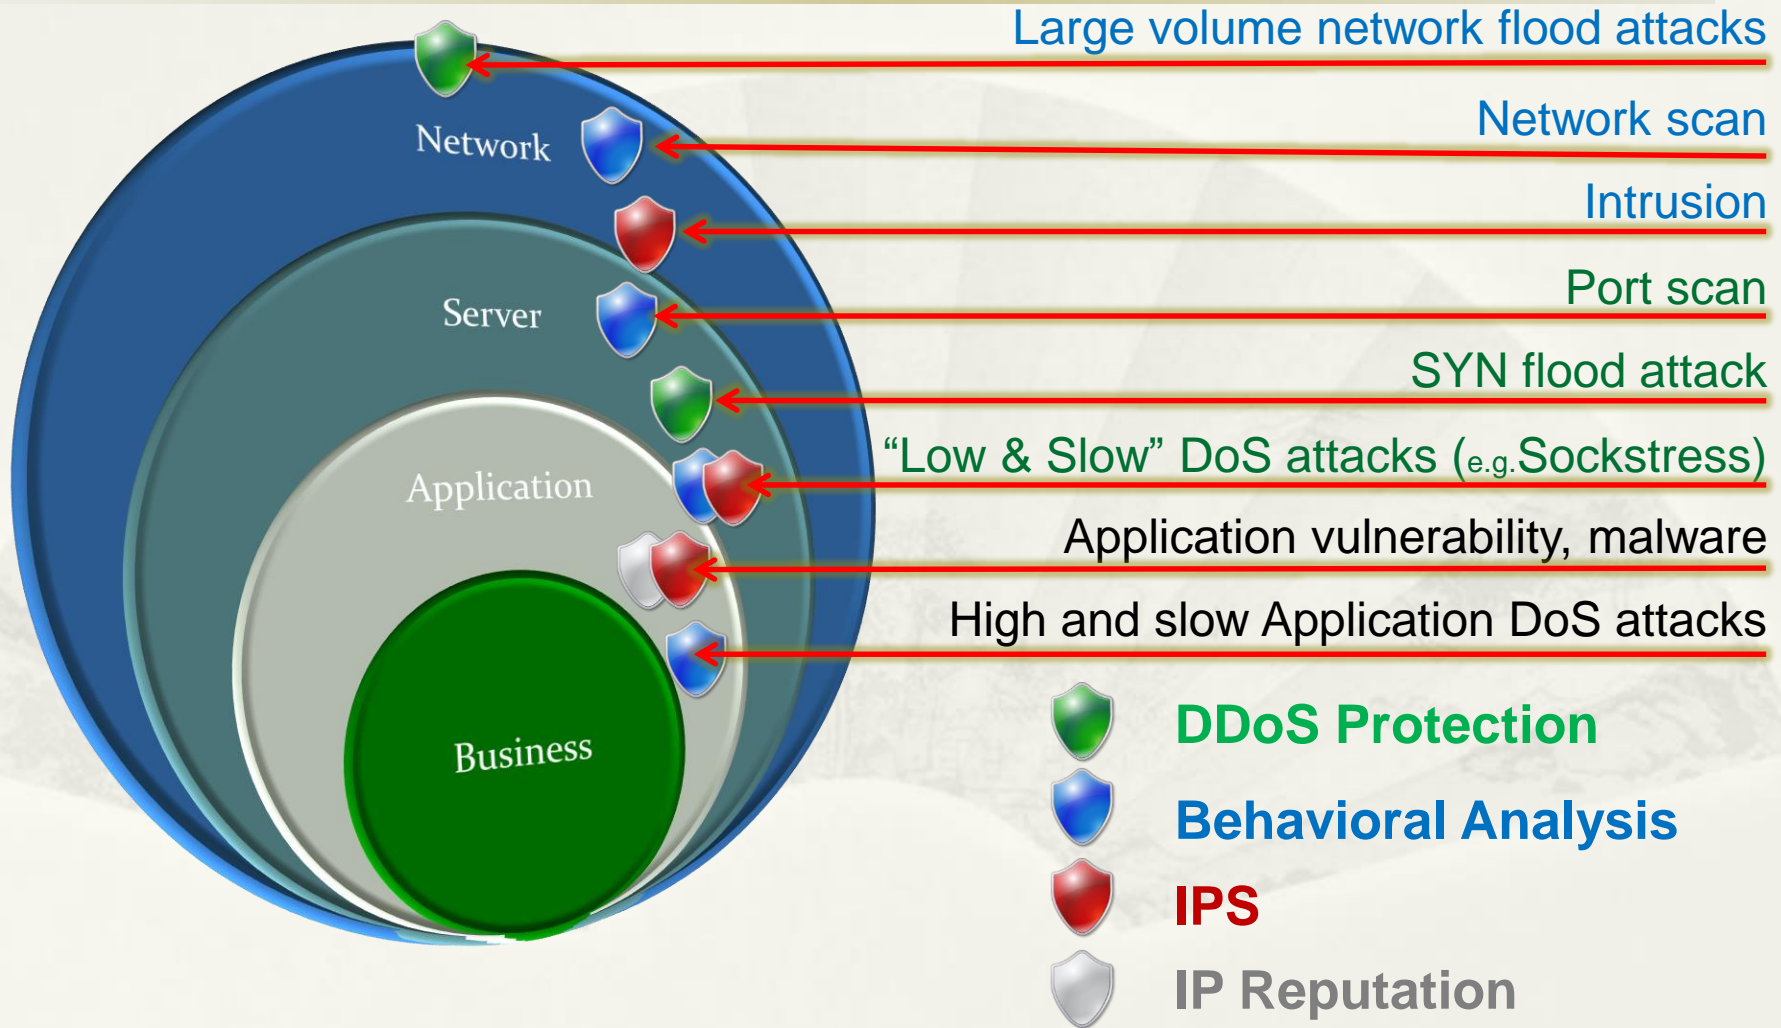 Large volume network flood attacks
Network
Network scan
Intrusion
Server
Port scan
SYN flood attack
Application
“Low & Slow” DoS attacks (e.g.Sockstress)
Application vulnerability, malware
High and slow Application DoS attacks
Business
DDoS Protection
Behavioral Analysis
IPS
IP Reputation